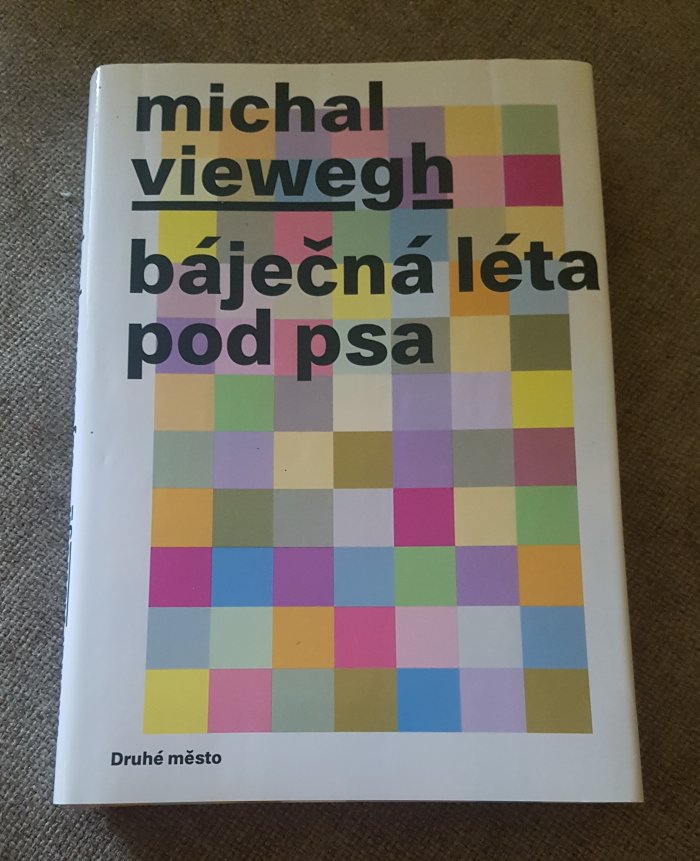 michal
viewegh
báječná léta
pod psa
Druhé město